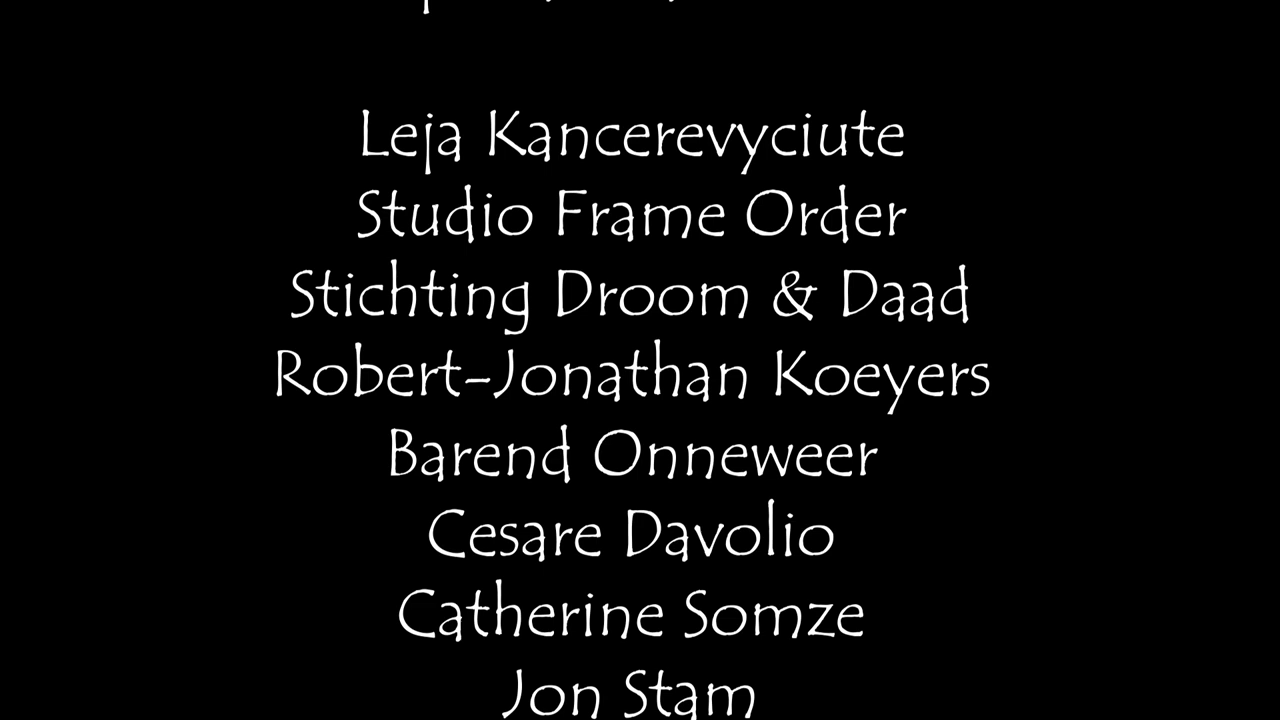 Leja Kancerevyciute
Studio Frame Order
Stichting Droom & Daad
Robert-Jonathan Koeyers
Barend Onneweer
Cesare Davolio
Catherine Somze
Jon Stam